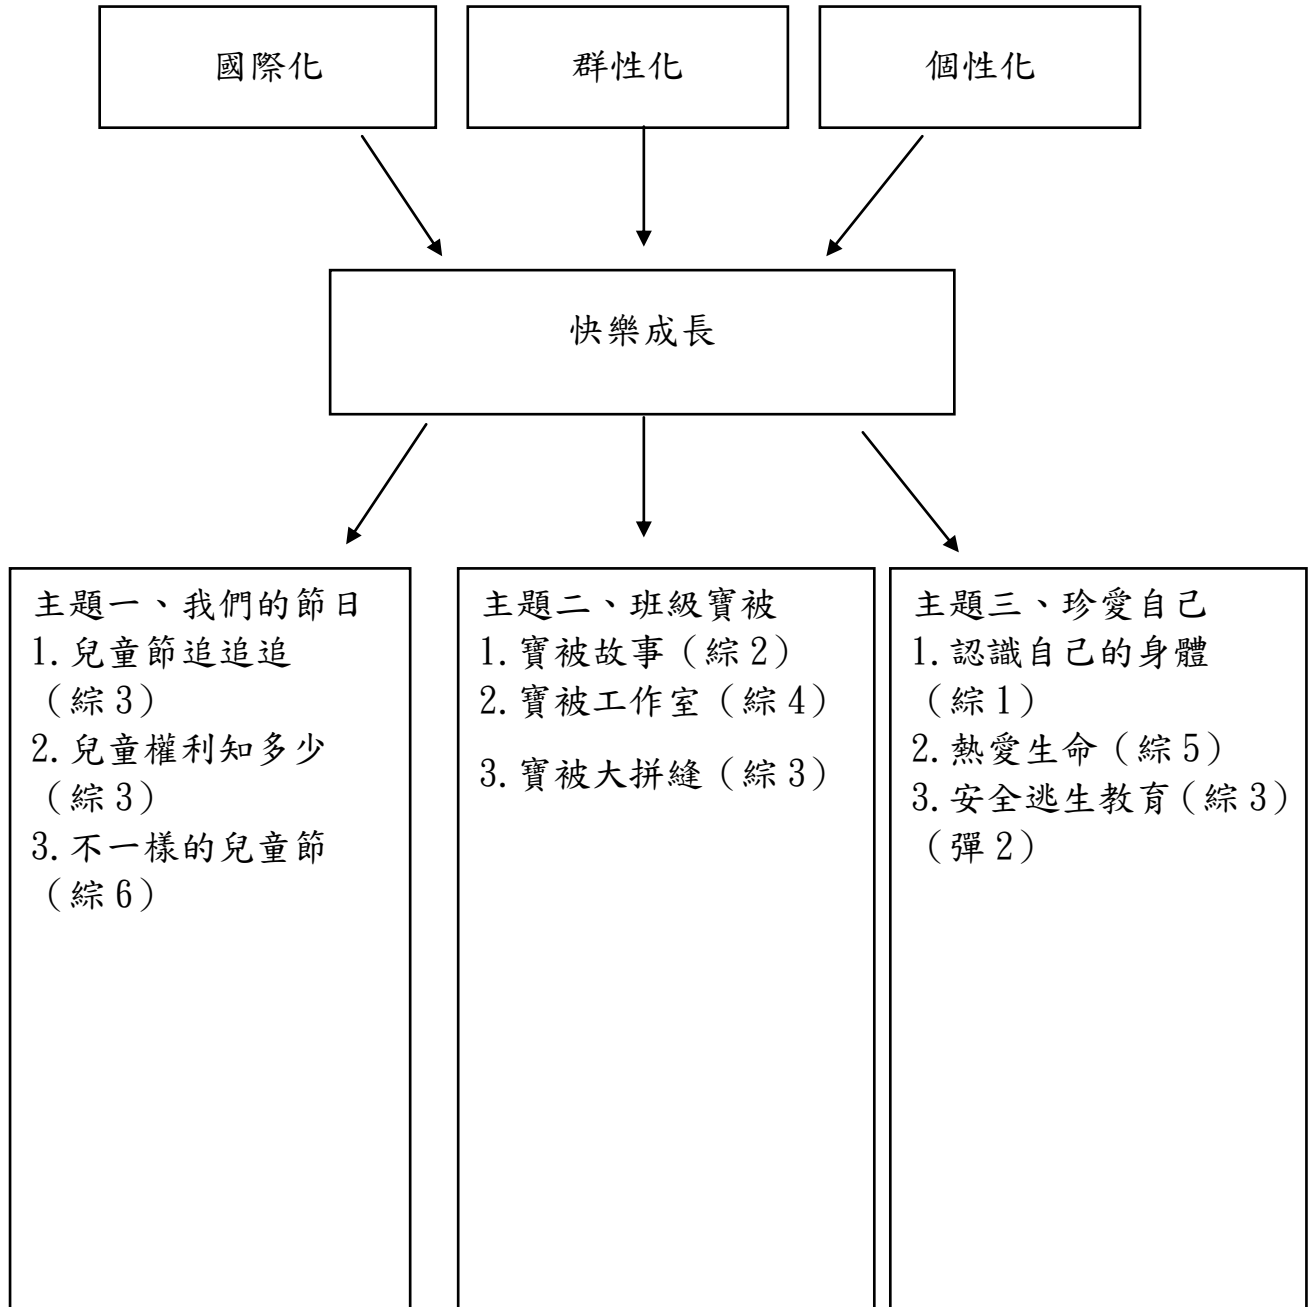 國際化
群性化
個性化
快樂成長
主題一、我們的節日
1.兒童節追追追
（綜3）
2.兒童權利知多少
（綜3）
3.不一樣的兒童節
（綜6）
主題二、班級寶被
1.寶被故事（綜2）
2.寶被工作室（綜4）
3.寶被大拼縫（綜3）
主題三、珍愛自己
1.認識自己的身體
（綜1）
2.熱愛生命（綜5）
3.安全逃生教育（綜3）
（彈2）